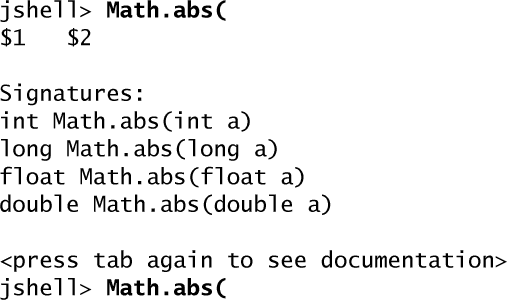 jshell> Math.abs(
$1   $2
Signatures:
int Math.abs(int a)
long Math.abs(long a)
float Math.abs(float a)
double Math.abs(double a)
<press tab again to see documentation>
jshell> Math.abs(